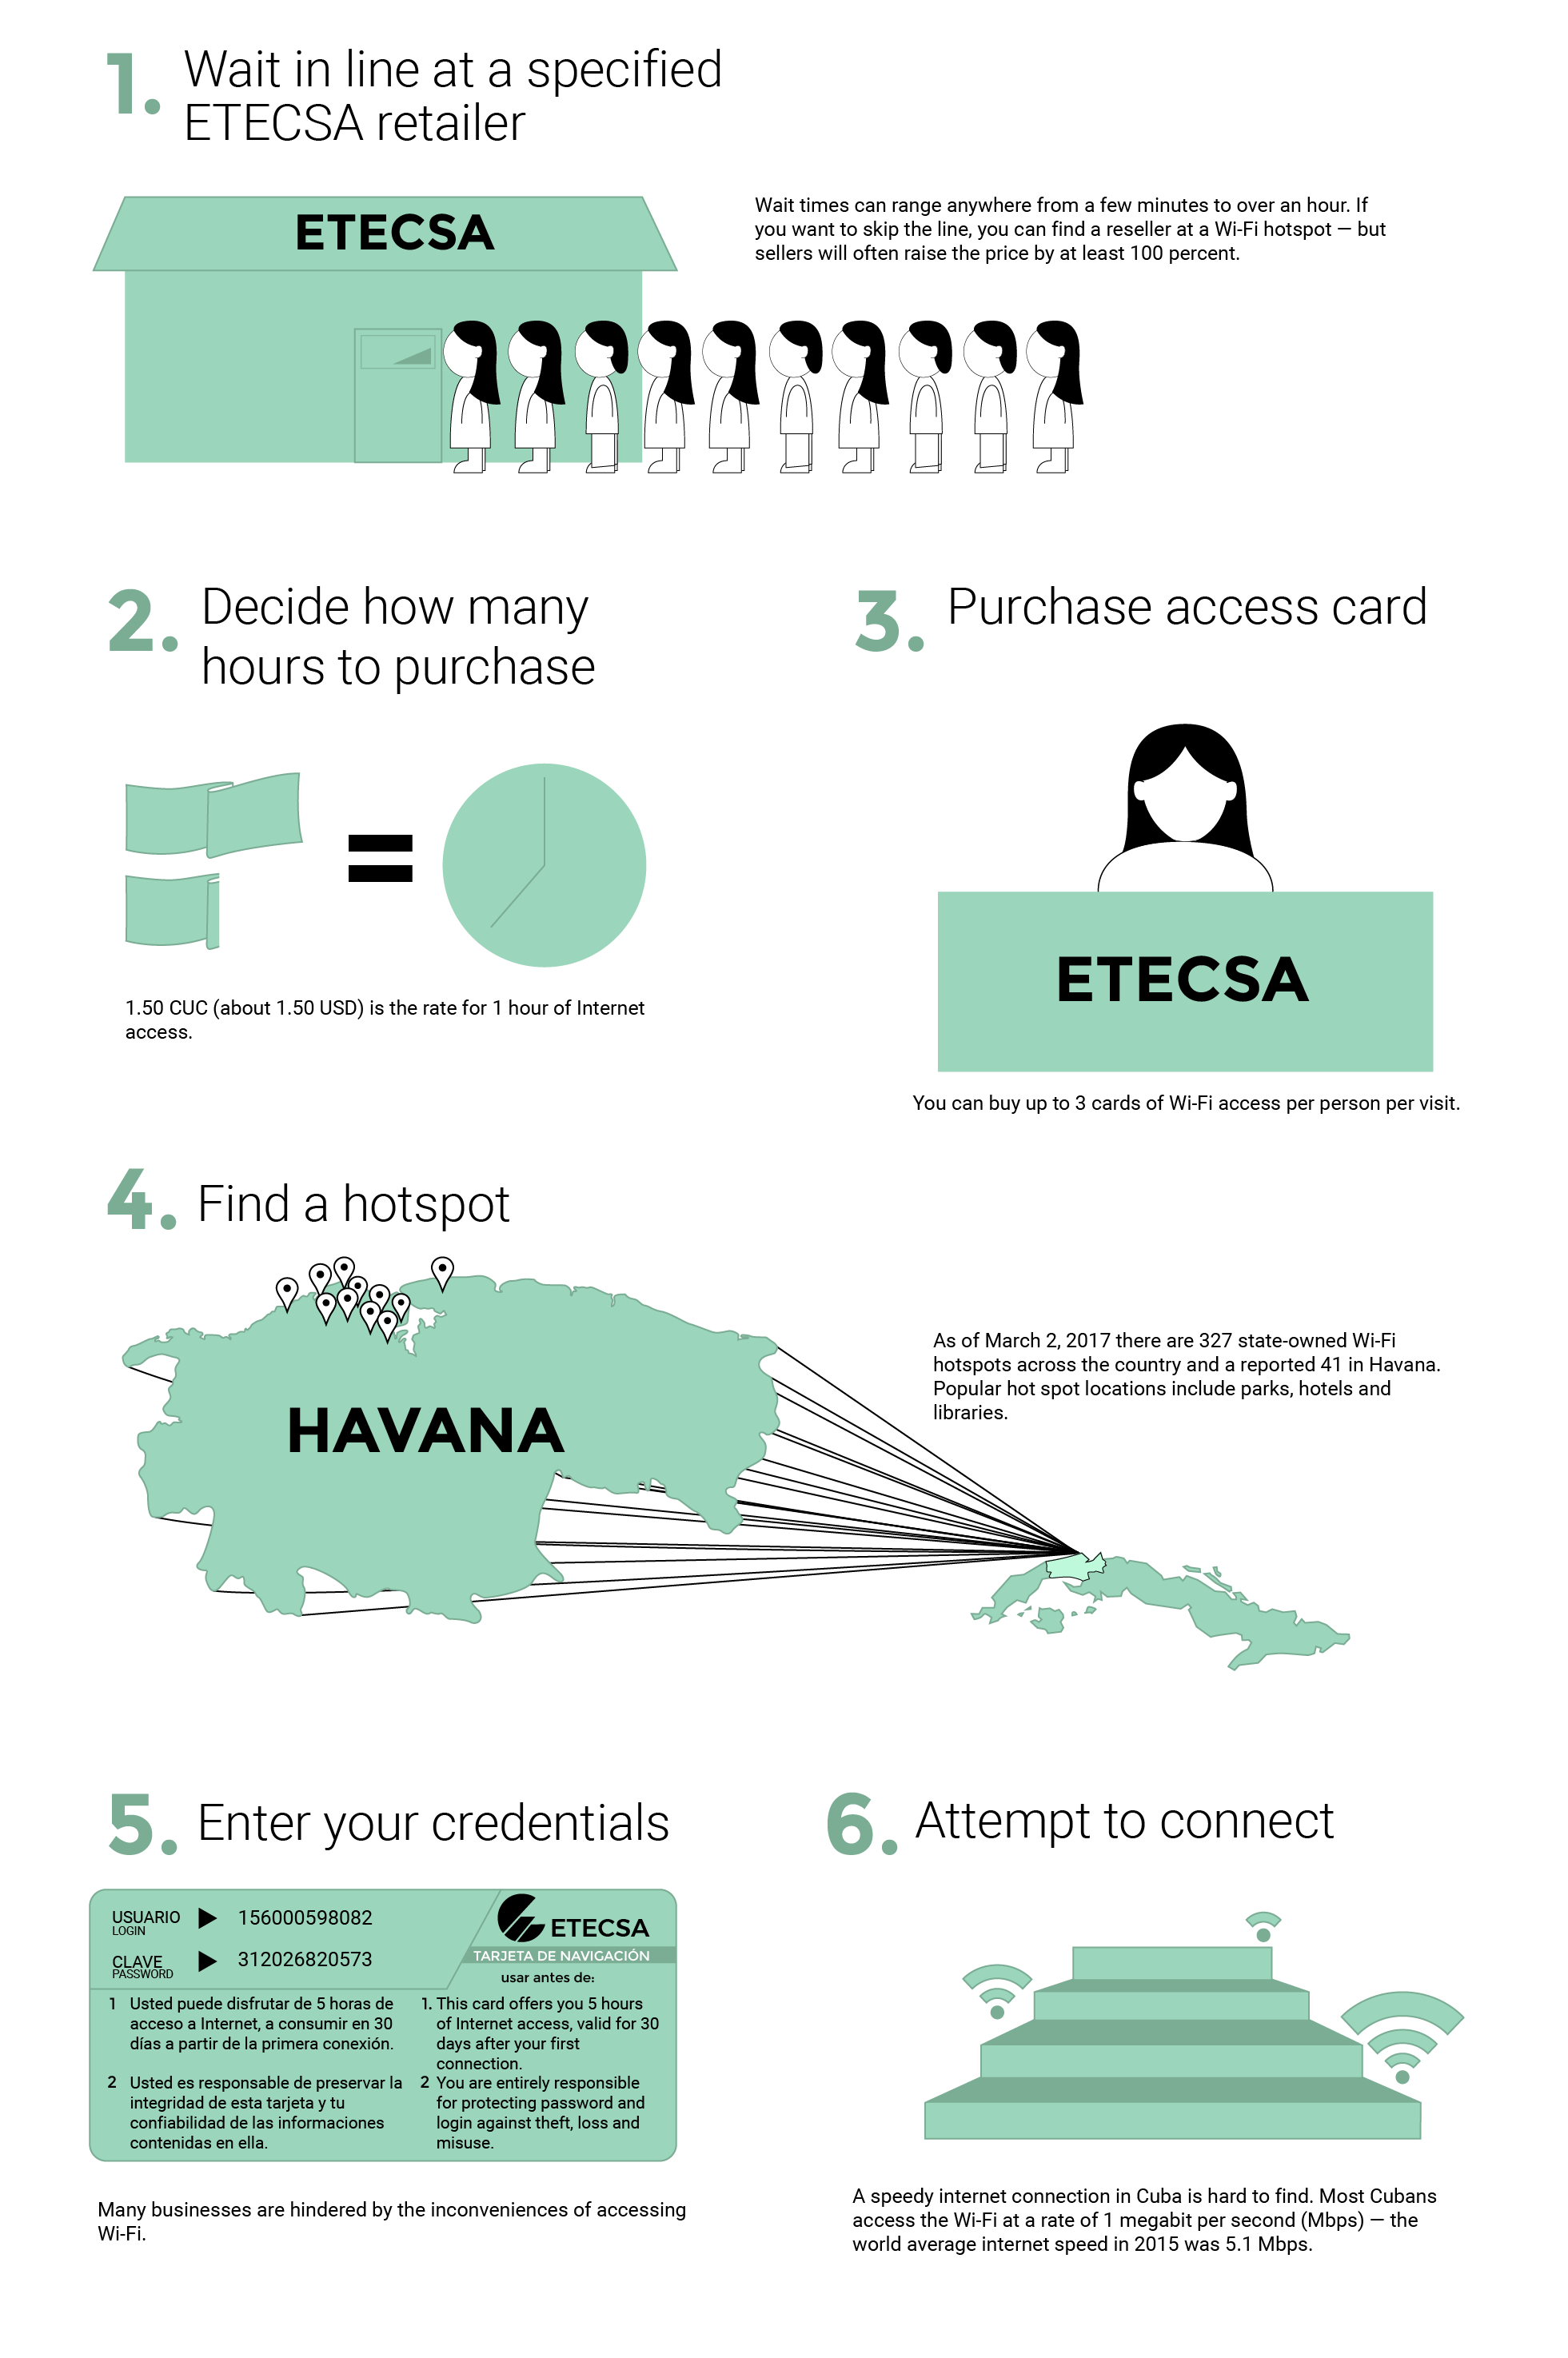 1. Wait in line at a specified
ETECSA retailer
ETECSA
Wait times can range anywhere from a few minutes to over an hour. If
you want to skip the line, you can find a reseller at a Wi-Fi hotspot — but
sellers will often raise the price by at least 100 percent.
2. Decide how many
hours to purchase
1.50 CUC (about 1.50 USD) is the rate for 1 hour of Internet
access.
3. Purchase access card
ETECSA
You can buy up to 3 cards of Wi-Fi access per person per visit.
4. Find a hotspot
HAVANA
As of March 2, 2017 there are 327 state-owned Wi-Fi
hotspots across the country and a reported 41 in Havana.
Popular hot spot locations include parks, hotels and
libraries.
5. Enter your credentials
USUARIO
LOGIN
156000598082
CLAVE
PASSWORD
312026820573
ETECSA
TARJETA DE NAVIGACIÓN
usar antes de:
1 Usted puede disfrutar de 5 horas de
acceso a Internet, a consumir en 30
días a partir de la primera conexión.
2 Usted es responsable de preservar la
integridad de esta tarjeta y tu
confiabilidad de las informaciones
contenidas en ella.
1. This card offers you 5 hours
of Internet access, valid for 30
days after your first
connection.
2 You are entirely responsible
for protecting password and
login against theft, loss and
misuse.
Many businesses are hindered by the inconveniences of accessing
Wi-Fi.
6. Attempt to connect
A speedy internet connection in Cuba is hard to find. Most Cubans
access the Wi-Fi at a rate of 1 megabit per second (Mbps) — the
world average internet speed in 2015 was 5.1 Mbps.